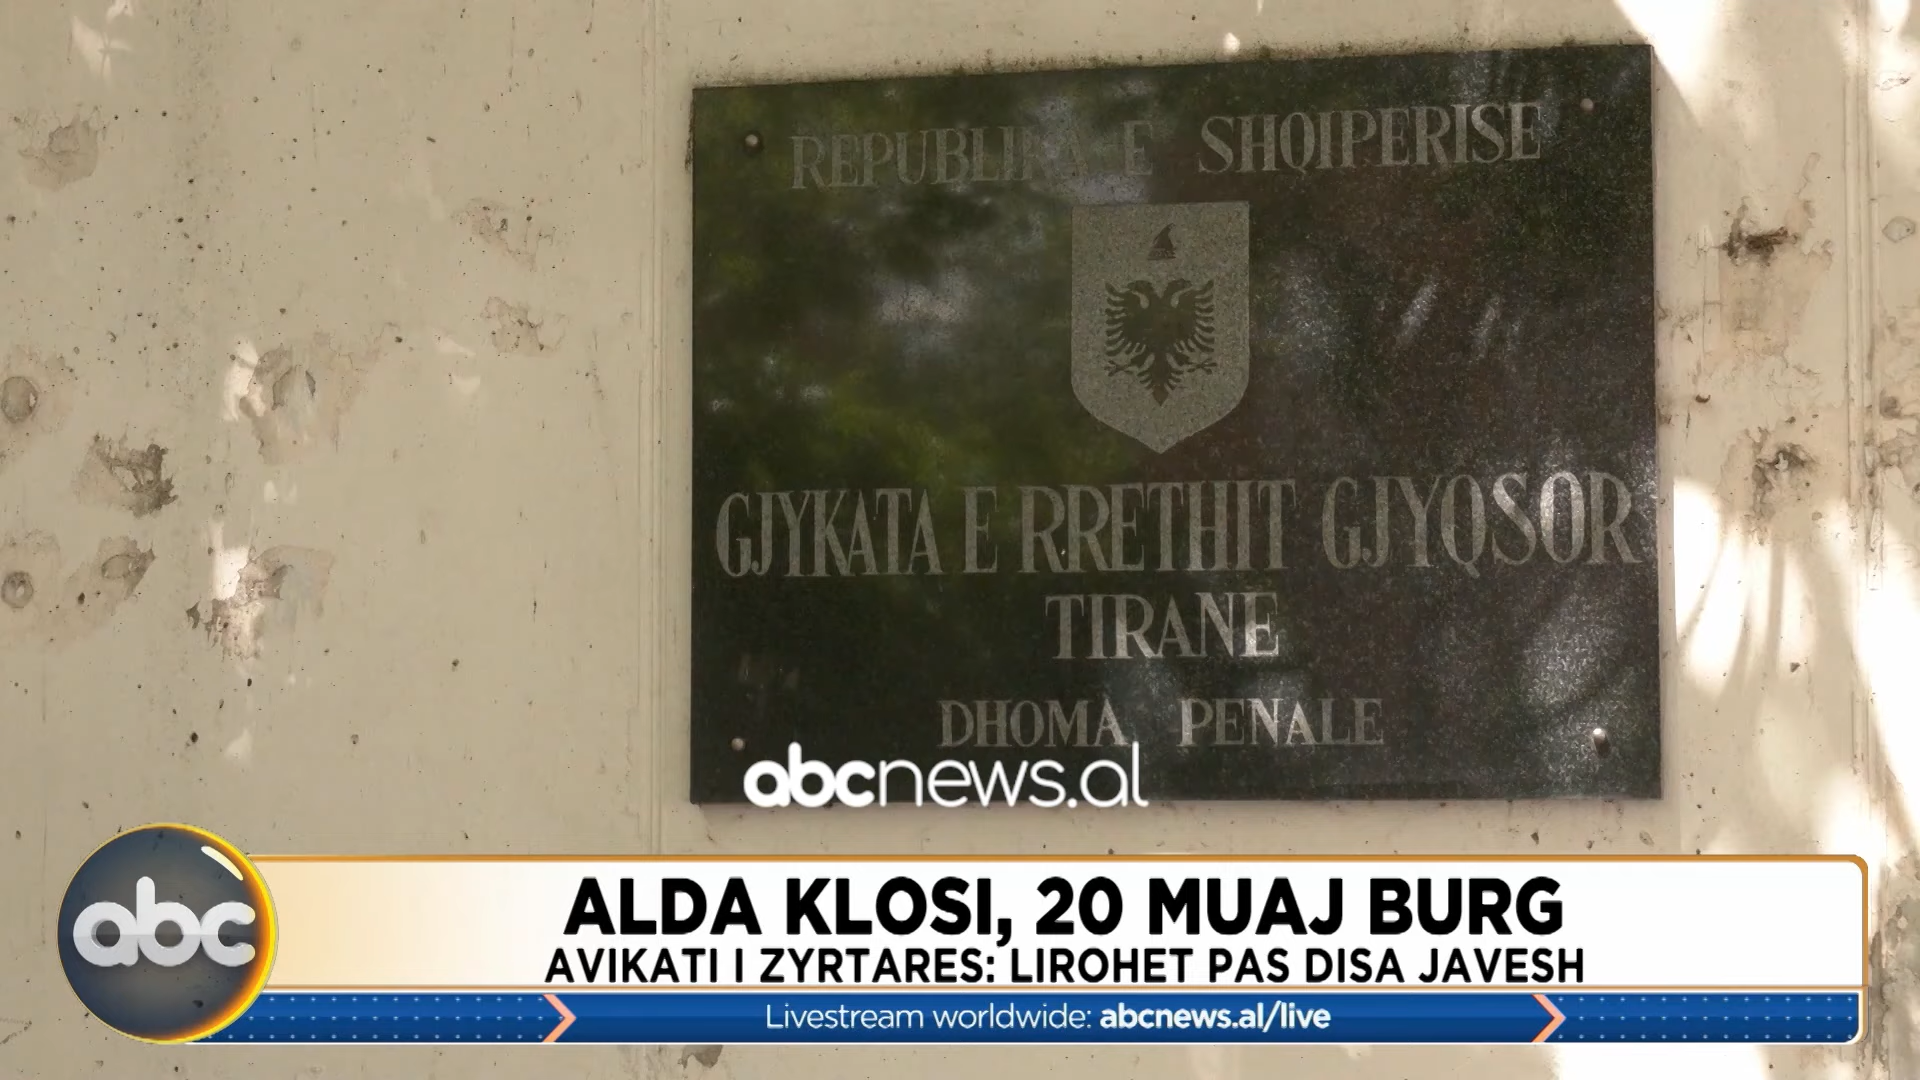 REPUBLIKA E SHQIPERISE
GJYKATA E RRETHIT GJYQSOR
TIRANE
DHOMA PENALE
abcnews.al
abc
ALDA KLOSI, 20 MUAJ BURG
AVIKATI I ZYRTARES: LIROHET PAS DISA JAVESH
Livestream worldwide: abcnews.al/live